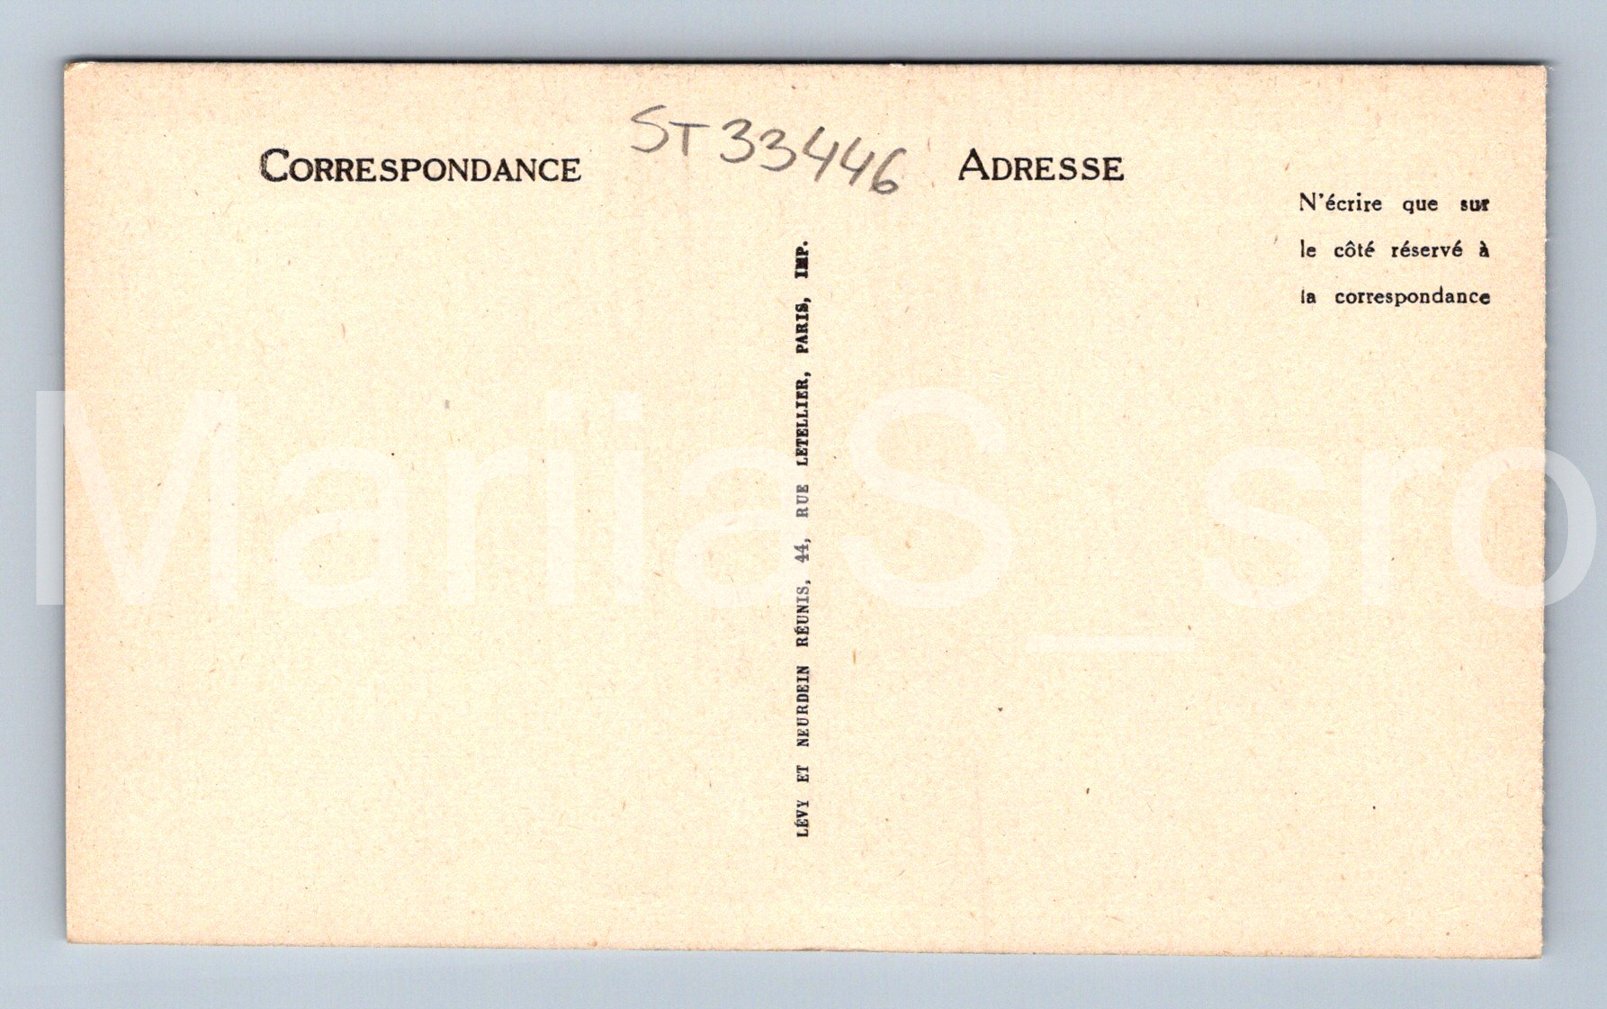 ST33446
CORRESPONDANCE
ADRESSE
N'écrire que sur
le côté réservé à
la correspondance
LÉVY ET NEURDEIN RÉUNIS, 44, RUE LETELLIER, PARIS, IMP.
MariiaS_sro